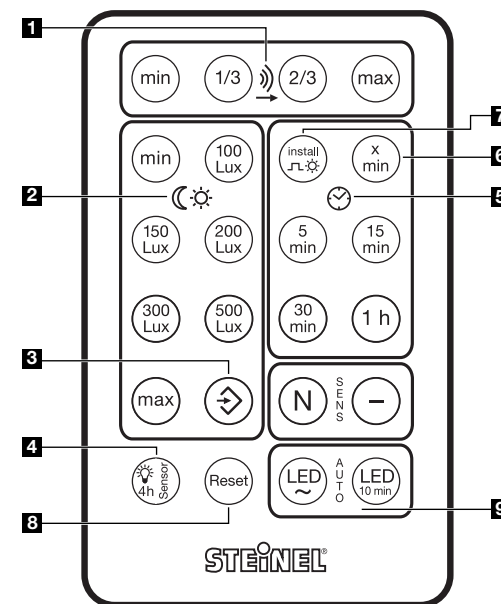 1
min 1/3 2/3 max
7
min 100 Lux install x min 6
2 5
150 Lux 200 Lux 5 min 15 min
300 Lux 500 Lux 30 min 1 h
3
max N SENS –
4
4h Sensor Reset LED ~ AUTO LED 10 min
8 9
STEINEL®